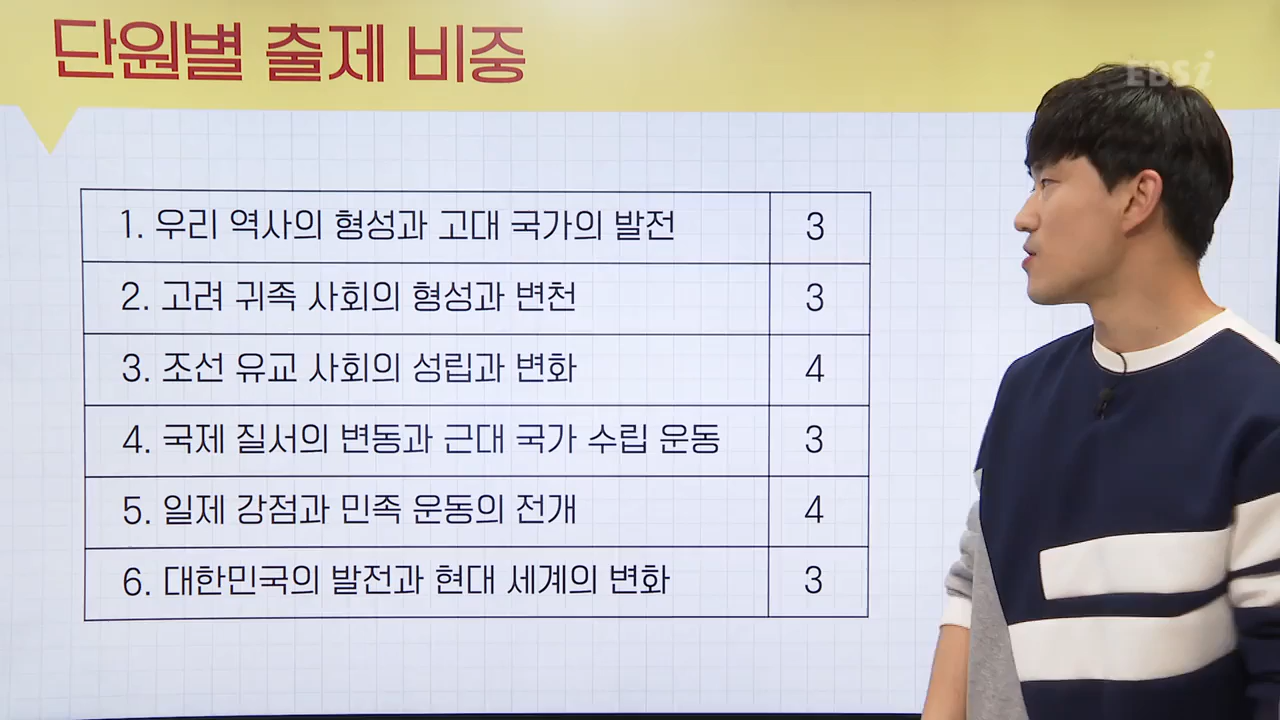 단원별 출제 비중
EBSi
1. 우리 역사의 형성과 고대 국가의 발전 3
2. 고려 귀족 사회의 형성과 변천 3
3. 조선 유교 사회의 성립과 변화 4
4. 국제 질서의 변동과 근대 국가 수립 운동 3
5. 일제 강점과 민족 운동의 전개 4
6. 대한민국의 발전과 현대 세계의 변화 3